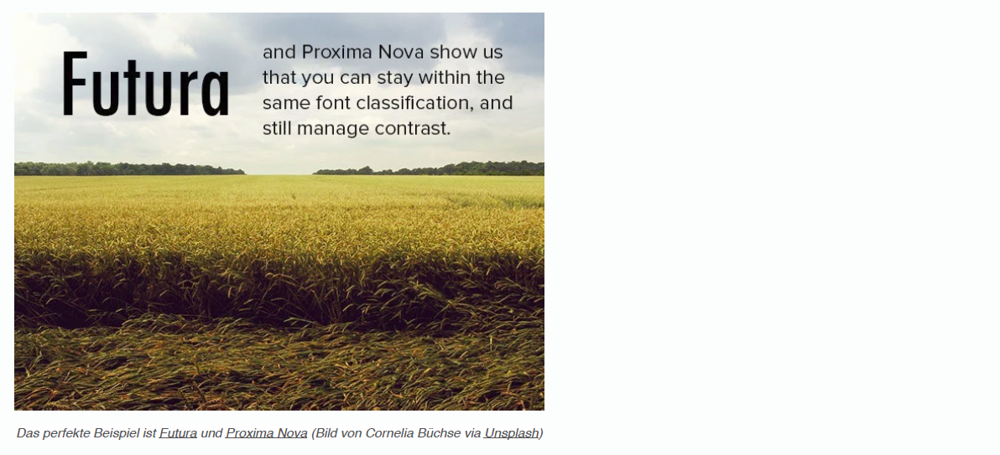 Futura
and Proxima Nova show us
that you can stay within the
same font classification, and
still manage contrast.
Das perfekte Beispiel ist Futura und Proxima Nova (Bild von Cornelia Büchse via Unsplash)